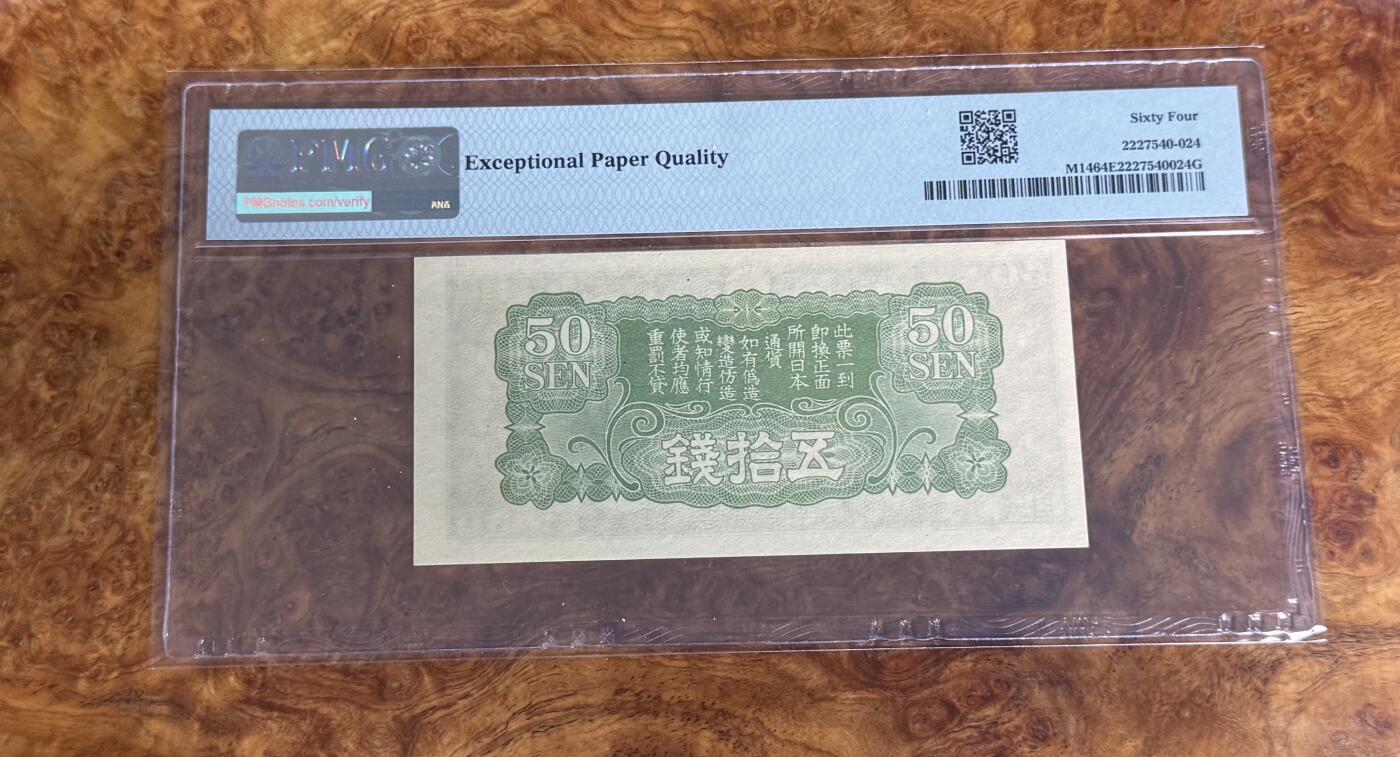 PMG
PMGnotes.com/verify
ANA
Exceptional Paper Quality
Sixty Four
2227540-024
M1464E2227540024G
50
SEN
50
SEN
此票一到
即換正面
所開日本
通貨
如有偽造
變造仿造
或知情行
使者均應
重罰不貸
錢拾五